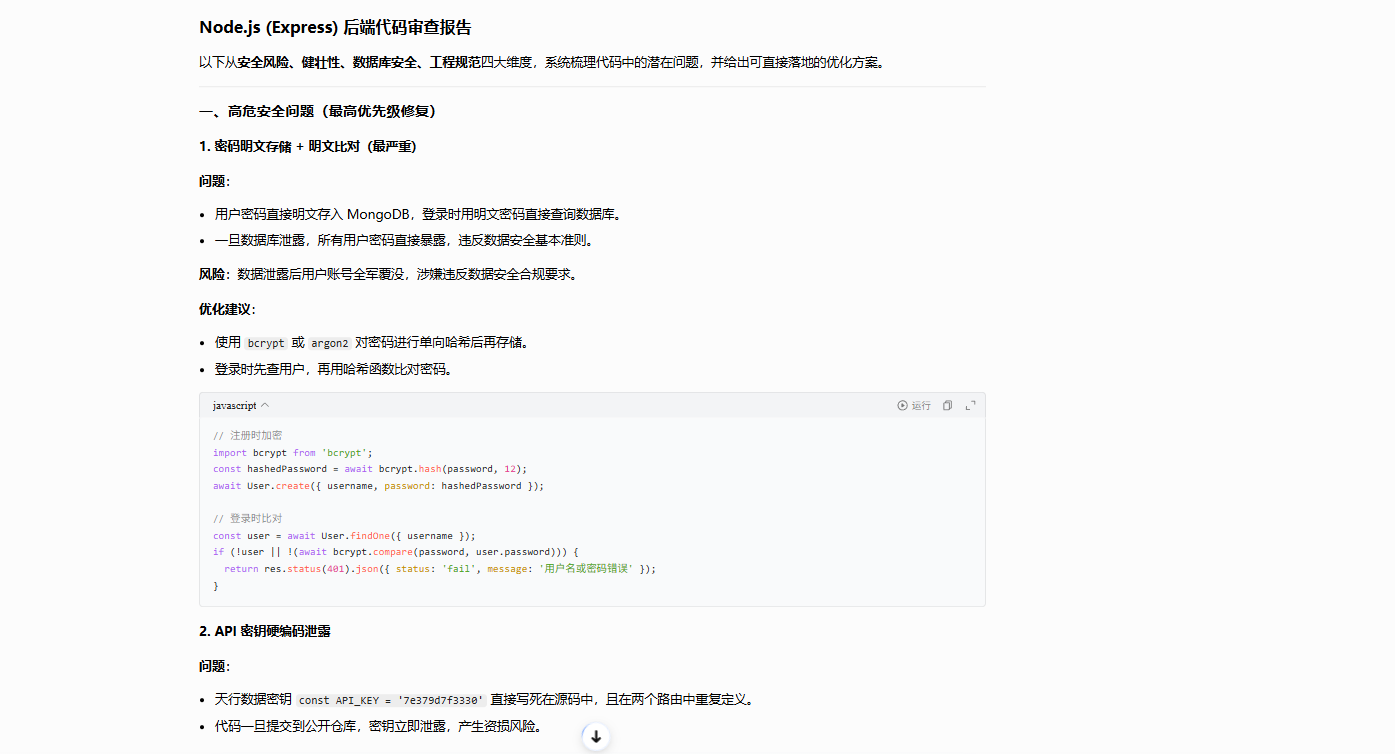 Node.js (Express) 后端代码审查报告
以下从安全风险、健壮性、数据库安全、工程规范四大维度，系统梳理代码中的潜在问题，并给出可直接落地的优化方案。
一、高危安全问题（最高优先级修复）
1. 密码明文存储 + 明文比对（最严重）
问题：
• 用户密码直接明文存入 MongoDB，登录时用明文密码直接查询数据库。
• 一旦数据库泄露，所有用户密码直接暴露，违反数据安全基本准则。
风险：数据泄露后用户账号全军覆没，涉嫌违反数据安全合规要求。
优化建议：
• 使用 bcrypt 或 argon2 对密码进行单向哈希后再存储。
• 登录时先查用户，再用哈希函数比对密码。
javascript 运行
// 注册时加密
import bcrypt from 'bcrypt';
const hashedPassword = await bcrypt.hash(password, 12);
await User.create({ username, password: hashedPassword });
// 登录时比对
const user = await User.findOne({ username });
if (!user || !(await bcrypt.compare(password, user.password))) {
  return res.status(401).json({ status: 'fail', message: '用户名或密码错误' });
}
2. API 密钥硬编码泄露
问题：
• 天行数据密钥 const API_KEY = '7e379d7f3330' 直接写死在源码中，且在两个路由中重复定义。
• 代码一旦提交到公开仓库，密钥立即泄露，产生资损风险。